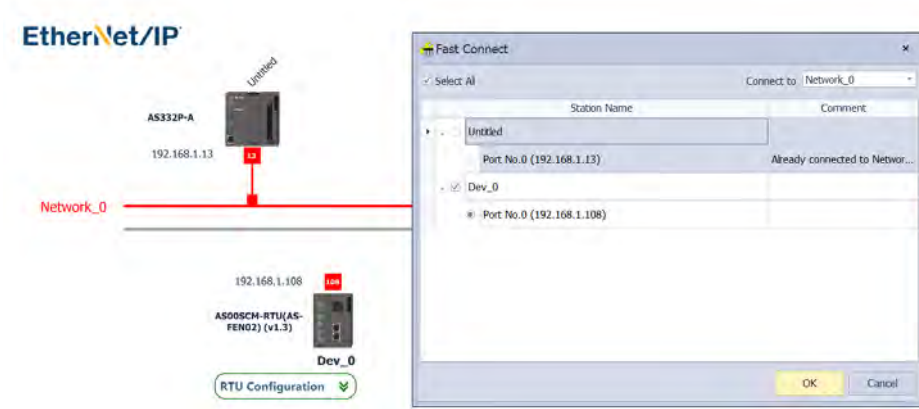 EtherNet/IP
Untitled
AS332P-A
192.168.1.13
13
Network_0
192.168.1.108
108
AS00SCM-RTU(AS-
FEN02) (v1.3)
Dev_0
RTU Configuration
Fast Connect
Select All
Connect to Network_0
Station Name Comment
Untitled
Port No.0 (192.168.1.13) Already connected to Networ...
Dev_0
Port No.0 (192.168.1.108)
OK Cancel